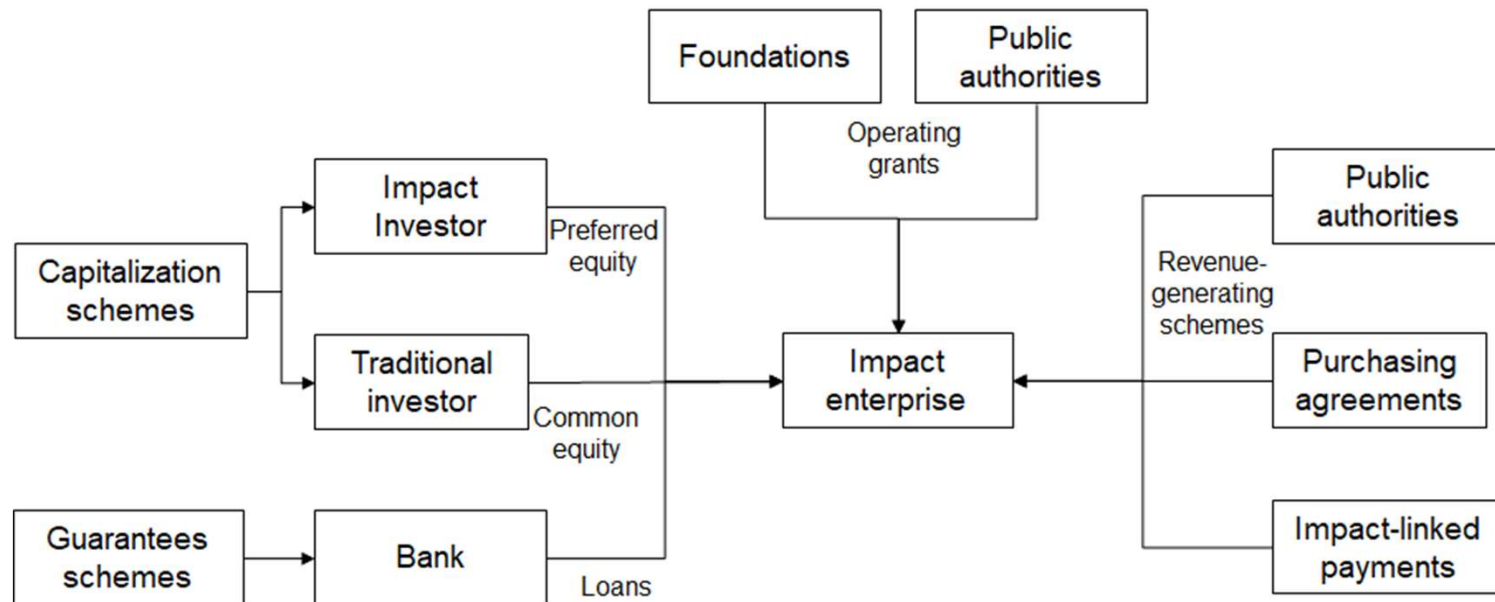 Foundations
Public
authorities
Operating
grants
Impact
Investor
Preferred
equity
Capitalization
schemes
Traditional
investor
Common
equity
Impact
enterprise
Public
authorities
Revenue-
generating
schemes
Purchasing
agreements
Guarantees
schemes
Bank
Loans
Impact-linked
payments